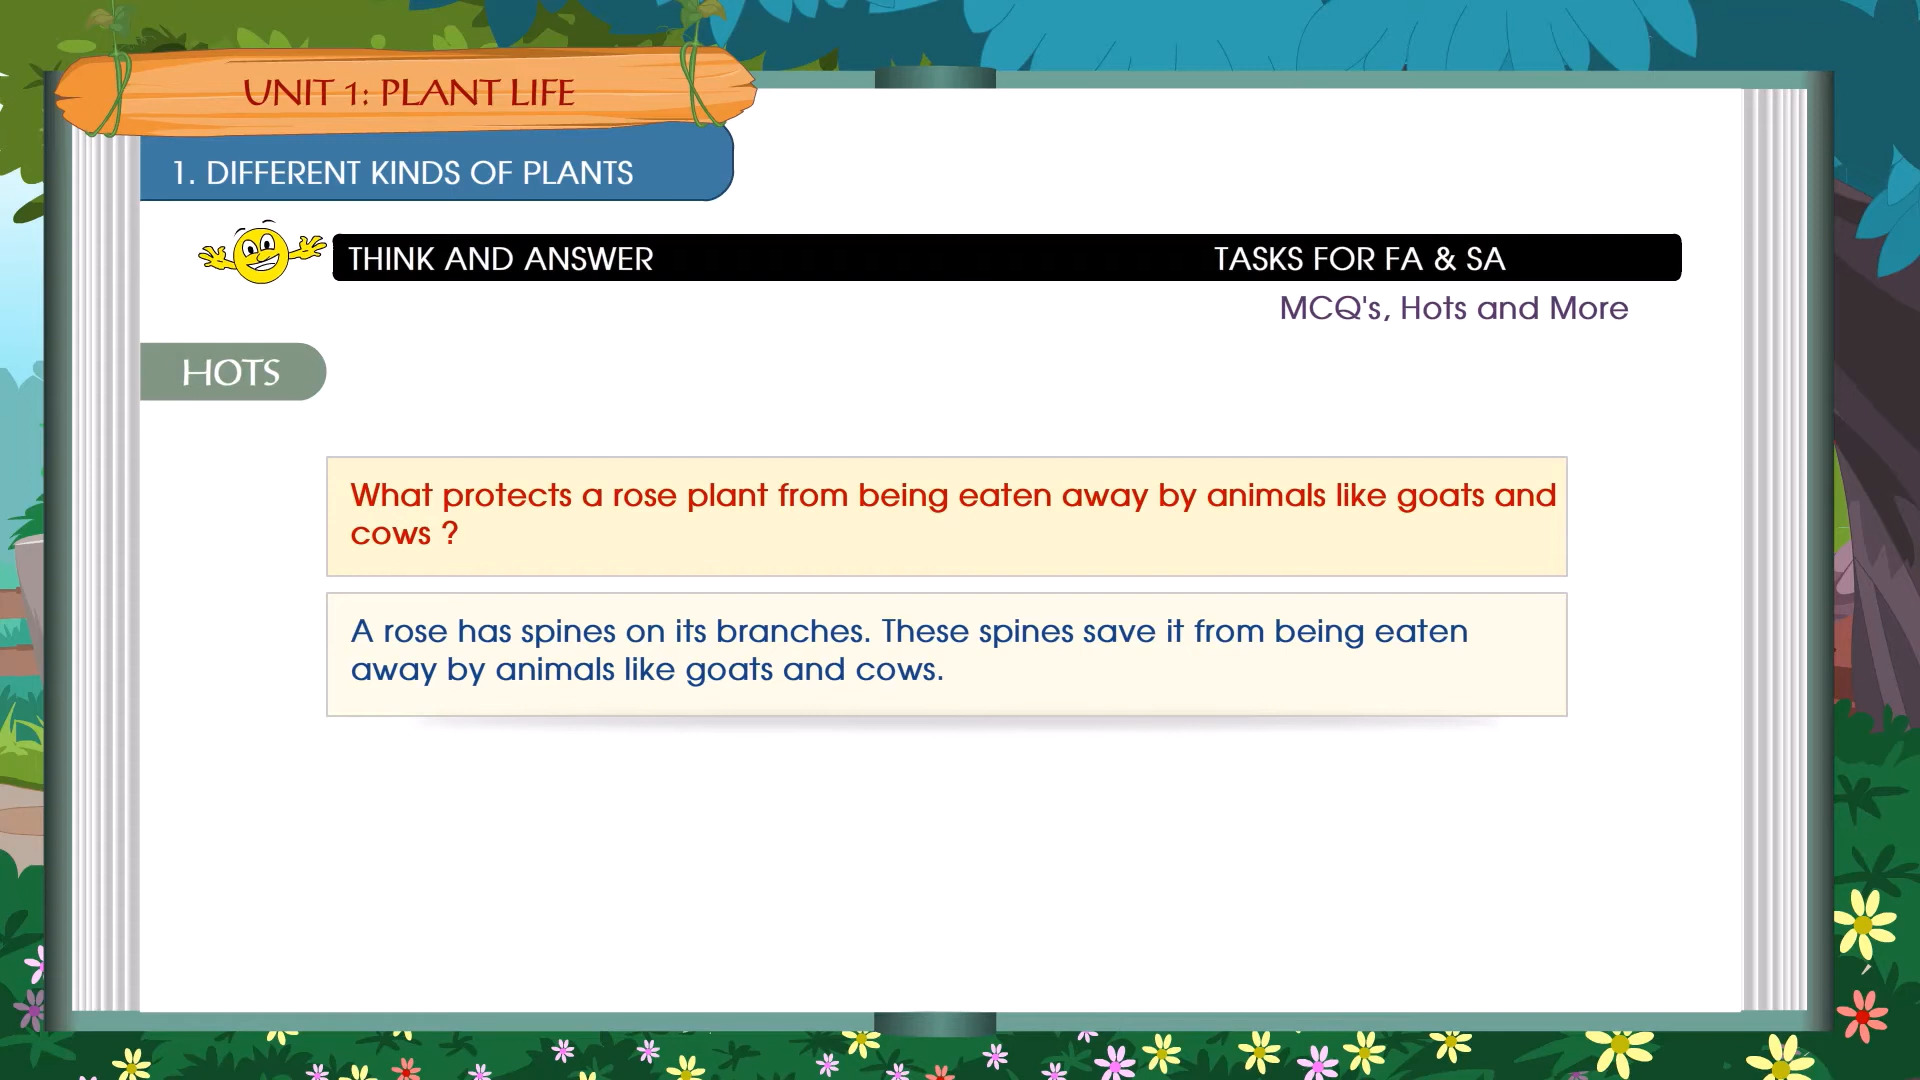 UNIT 1: PLANT LIFE
1. DIFFERENT KINDS OF PLANTS
THINK AND ANSWER TASKS FOR FA & SA
MCQ's, Hots and More
HOTS
What protects a rose plant from being eaten away by animals like goats and
cows ?
A rose has spines on its branches. These spines save it from being eaten
away by animals like goats and cows.